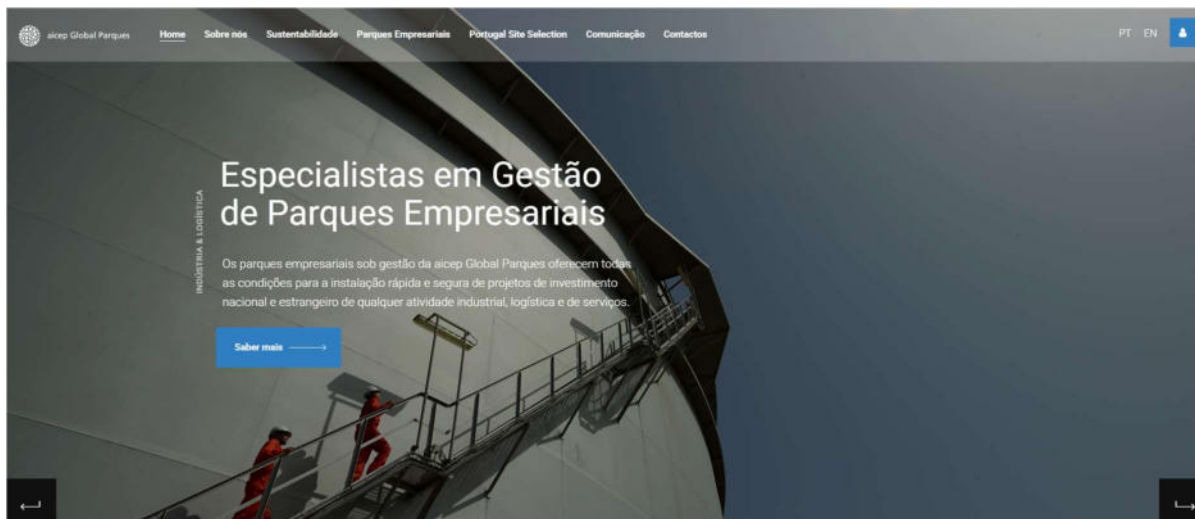 aicep Global Parques
Home Sobre nós Sustentabilidade Parques Empresariais Portugal Site Selection Comunicação Contactos
PT EN
INDÚSTRIA & LOGÍSTICA
Especialistas em Gestão
de Parques Empresariais
Os parques empresariais sob gestão da aicep Global Parques oferecem todas
as condições para a instalação rápida e segura de projetos de investimento
nacional e estrangeiro de qualquer atividade industrial, logística e de serviços.
Saber mais